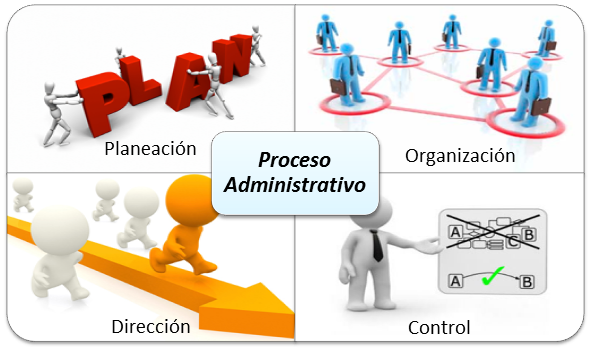 PLAN
Planeación
Organización
Proceso
Administrativo
A
B
C
A
B
Dirección
Control